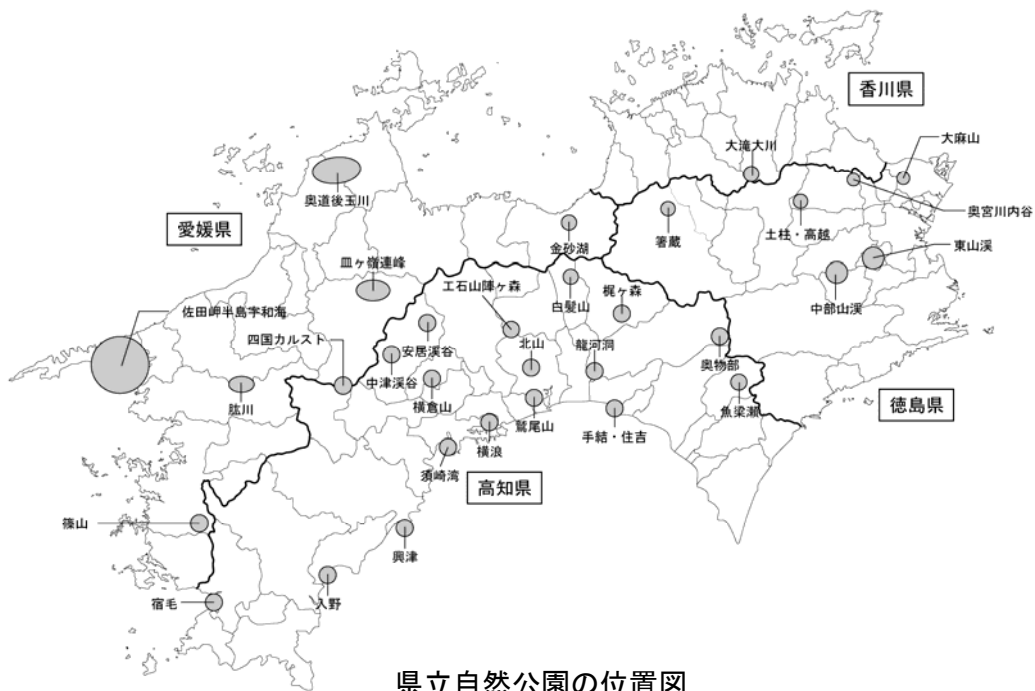 香川県
大麻山
大滝大川
奥道後玉川
奥宮川内谷
愛媛県
金砂湖
箸蔵
土柱・高越
東山渓
皿ヶ嶺連峰
工石山陣ヶ森
白髪山
梶ヶ森
中部山渓
佐田岬半島宇和海
四国カルスト
安居渓谷
北山
龍河洞
奥物部
中津渓谷
肱川
横倉山
鷲尾山
手結・住吉
魚梁瀬
徳島県
横浪
須崎湾
高知県
篠山
興津
宿毛
入野
県立自然公園の位置図